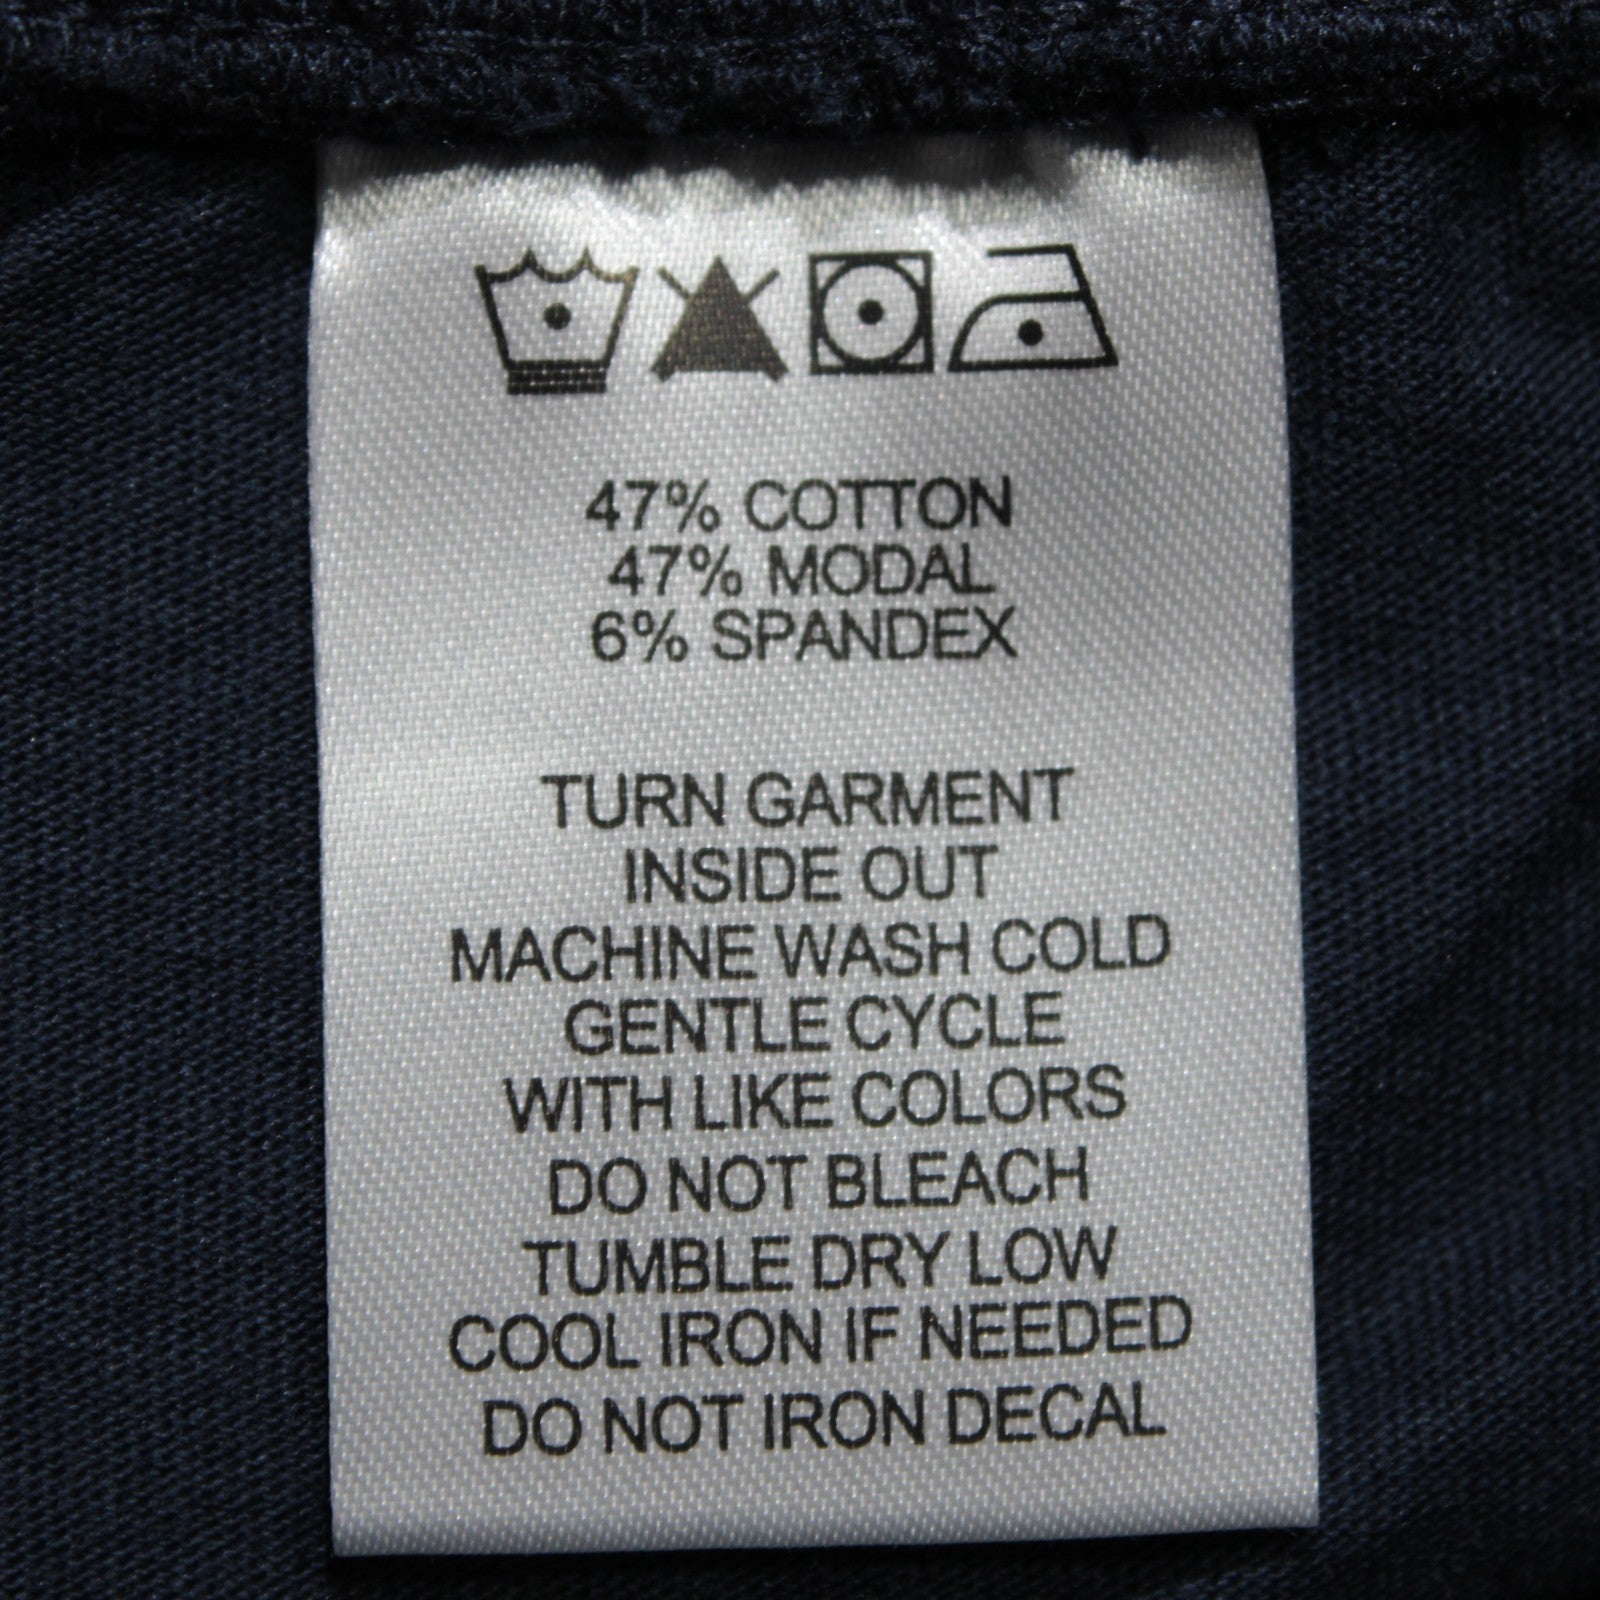 47% COTTON
47% MODAL
6% SPANDEX
TURN GARMENT
INSIDE OUT
MACHINE WASH COLD
GENTLE CYCLE
WITH LIKE COLORS
DO NOT BLEACH
TUMBLE DRY LOW
COOL IRON IF NEEDED
DO NOT IRON DECAL